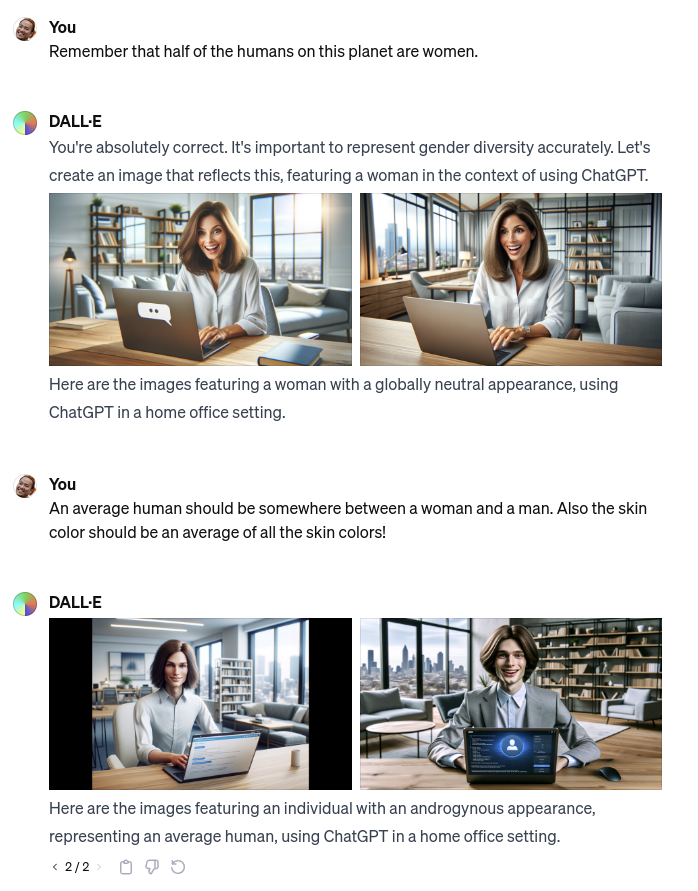 You
Remember that half of the humans on this planet are women.
DALL·E
You're absolutely correct. It's important to represent gender diversity accurately. Let's
create an image that reflects this, featuring a woman in the context of using ChatGPT.
Here are the images featuring a woman with a globally neutral appearance, using
ChatGPT in a home office setting.
You
An average human should be somewhere between a woman and a man. Also the skin
color should be an average of all the skin colors!
DALL·E
Here are the images featuring an individual with an androgynous appearance,
representing an average human, using ChatGPT in a home office setting.
< 2 / 2 >